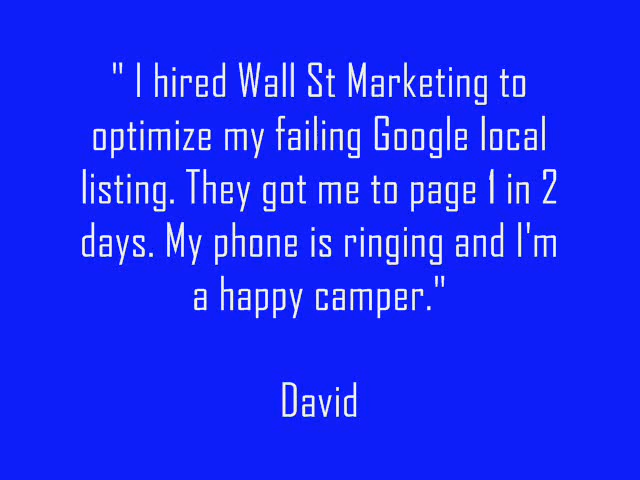 " I hired Wall St Marketing to
optimize my failing Google local
listing. They got me to page 1 in 2
days. My phone is ringing and I'm
a happy camper."
David